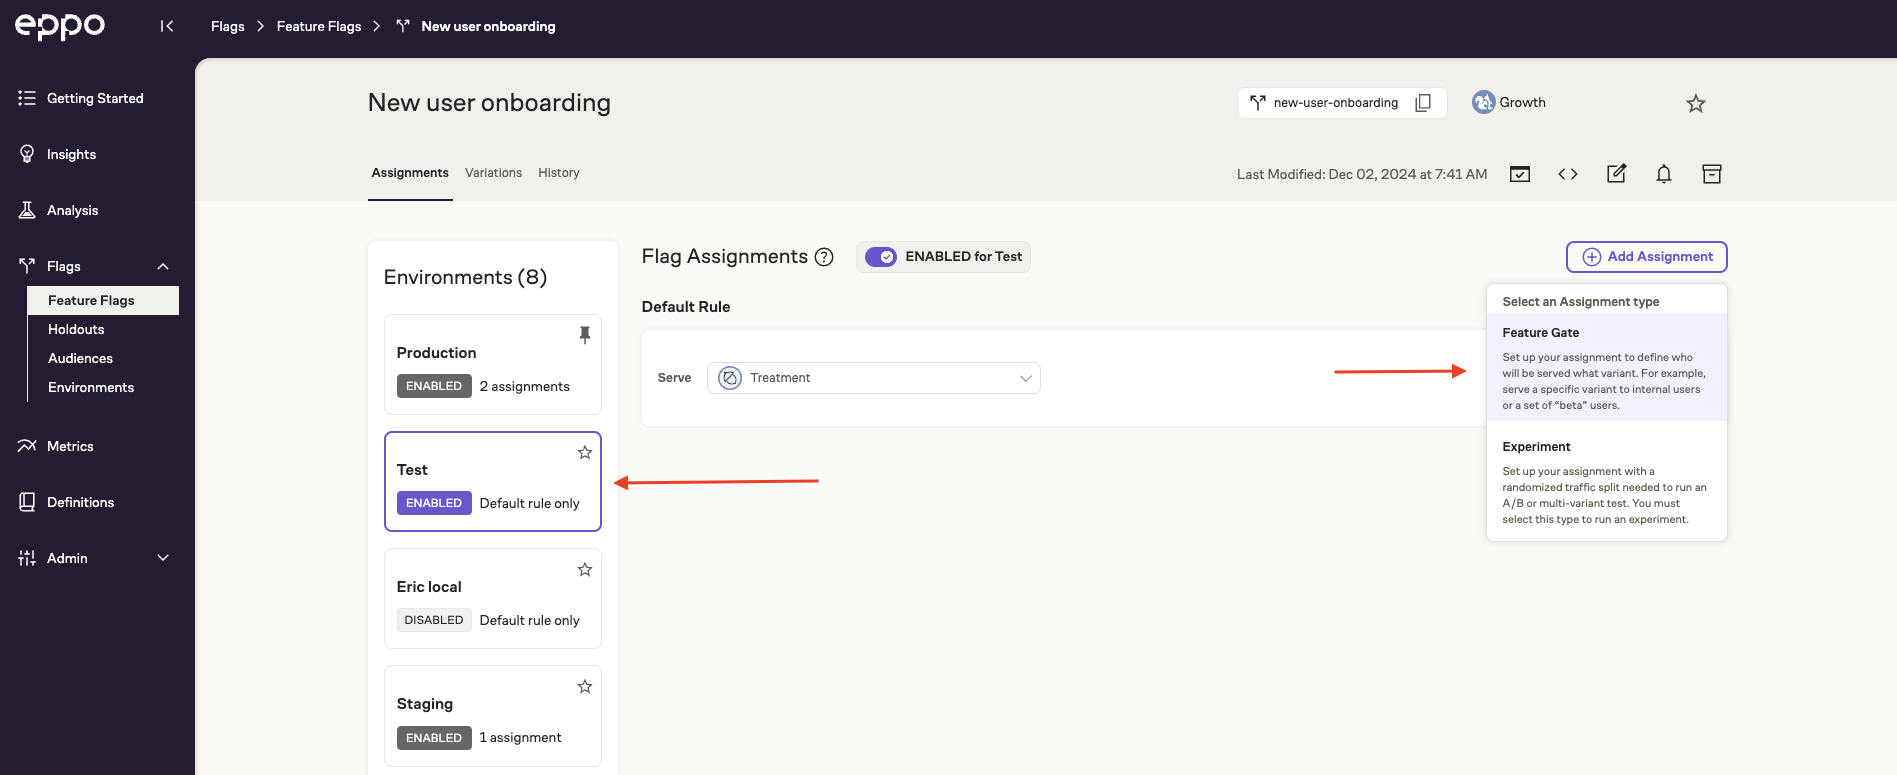 eppo
Flags > Feature Flags > New user onboarding
Getting Started
Insights
Analysis
Flags
Feature Flags
Holdouts
Audiences
Environments
Metrics
Definitions
Admin
New user onboarding
new-user-onboarding
Growth
Assignments Variations History
Last Modified: Dec 02, 2024 at 7:41 AM
Environments (8)
Production
ENABLED 2 assignments
Test
ENABLED Default rule only
Eric local
DISABLED Default rule only
Staging
ENABLED 1 assignment
Flag Assignments ?
ENABLED for Test
Add Assignment
Default Rule
Serve Treatment
Select an Assignment type
Feature Gate
Set up your assignment to define who
will be served what variant. For example,
serve a specific variant to internal users
or a set of “beta” users.
Experiment
Set up your assignment with a
randomized traffic split needed to run an
A/B or multi-variant test. You must
select this type to run an experiment.